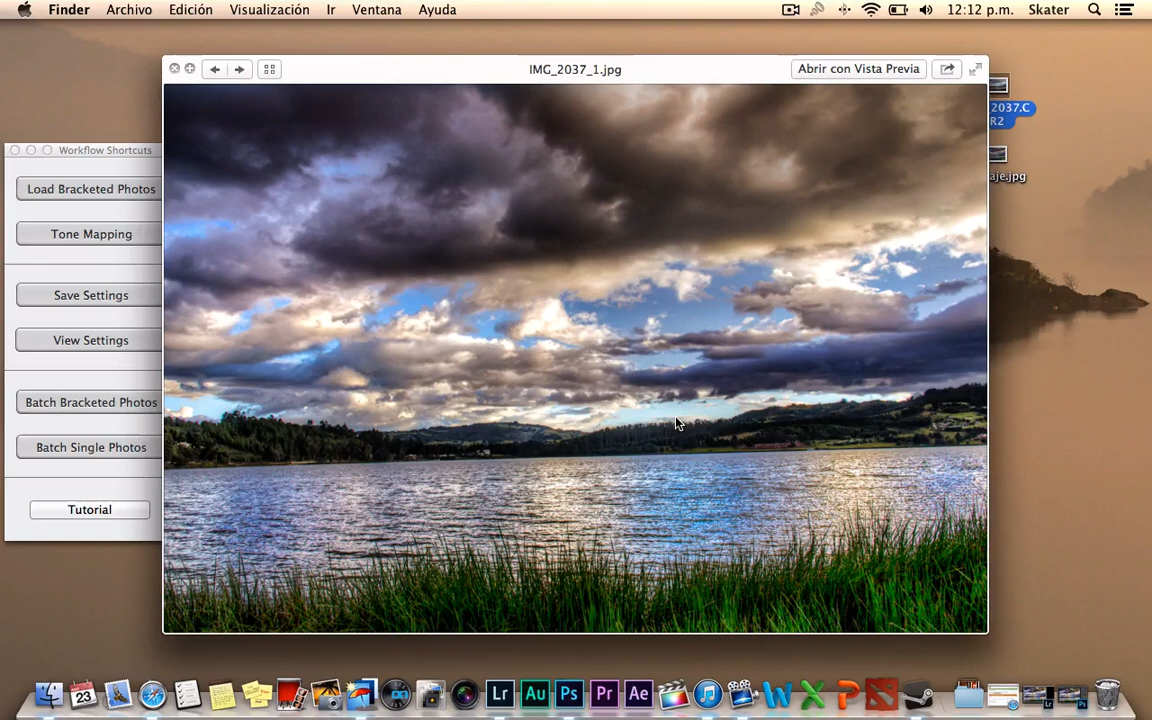 Finder Archivo Edición Visualización Ir Ventana Ayuda 12:12 p.m. Skater
IMG_2037_1.jpg Abrir con Vista Previa
2037.C
R2
aje.jpg
Workflow Shortcuts
Load Bracketed Photos
Tone Mapping
Save Settings
View Settings
Batch Bracketed Photos
Batch Single Photos
Tutorial
23 Lr Au Ps Pr Ae